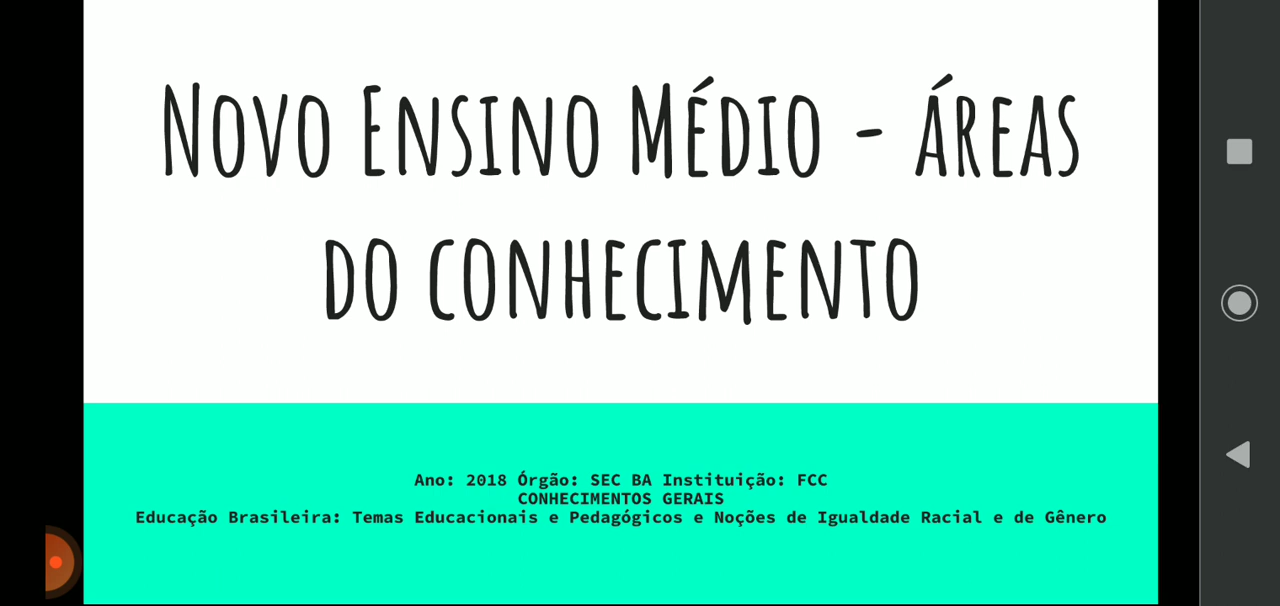 Novo Ensino Médio - Áreas
do conhecimento
Ano: 2018 Órgão: SEC BA Instituição: FCC
CONHECIMENTOS GERAIS
Educação Brasileira: Temas Educacionais e Pedagógicos e Noções de Igualdade Racial e de Gênero